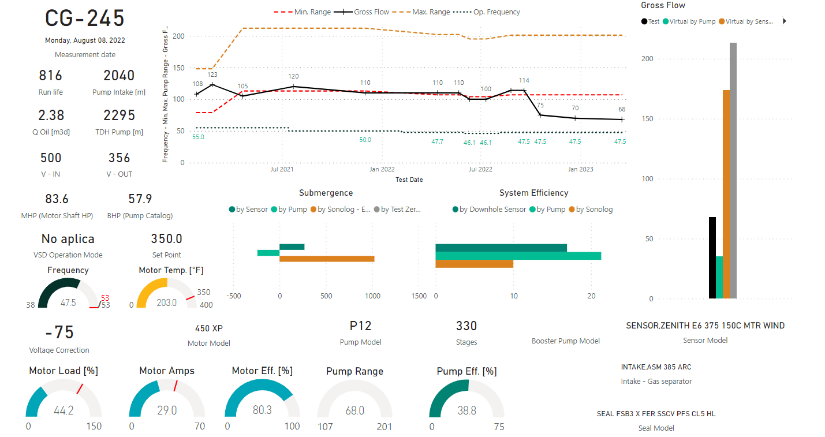 CG-245
Monday, August 08, 2022
Measurement date
816
2040
Run life
Pump Intake [m]
2.38
2295
Q Oil [m3d]
TDH Pump [m]
500
356
V - IN
V - OUT
83.6
57.9
MHP (Motor Shaft HP)
BHP (Pump Catalog)
No aplica
350.0
VSD Operation Mode
Set Point
Frequency
Motor Temp. [°F]
47.5
38
53
53
203.0
0
350
400
Min. Range
Gross Flow
Max. Range
Op. Frequency
Frequency - Min, Max, Pump Range - Gross F...
200
150
100
50
0
108
123
105
120
110
110
110
100
114
75
70
68
55.0
50.0
47.7
46.1
46.1
47.5
47.5
47.5
Jul 2021
Jan 2022
Jul 2022
Jan 2023
Test Date
Submergence
by Sensor
by Pump
by Sonolog - E...
by Test Zer...
-500
0
500
1000
1500
System Efficiency
by Downhole Sensor
by Pump
by Sonolog
0
10
20
Gross Flow
Test
Virtual by Pump
Virtual by Sens...
200
150
100
50
0
-75
Voltage Correction
450 XP
Motor Model
P12
Pump Model
330
Stages
Booster Pump Model
SENSOR,ZENITH E6 375 150C MTR WIND
Sensor Model
INTAKE,ASM 385 ARC
Intake - Gas separator
SEAL FSB3 X FER SSCV PFS CL5 HL
Seal Model
Motor Load [%]
44.2
0
150
Motor Amps
29.0
0
70
Motor Eff. [%]
80.3
0
100
Pump Range
68.0
107
201
Pump Eff. [%]
38.8
0
75